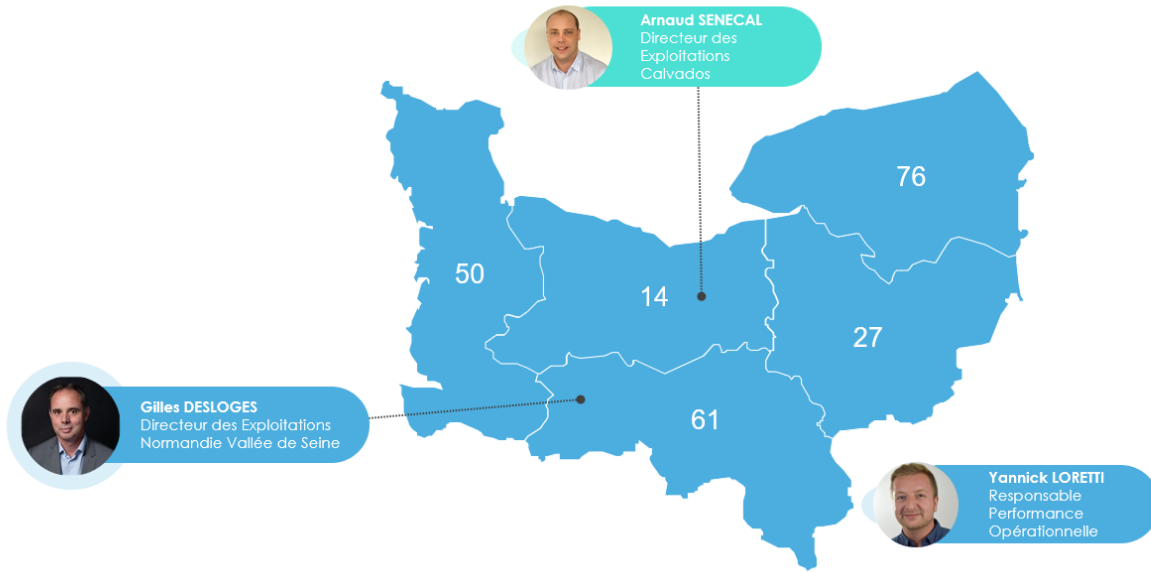 Arnaud SENECAL
Directeur des
Exploitations
Calvados
76
50
14
27
Gilles DESLOGES
Directeur des Exploitations
Normandie Vallée de Seine
61
Yannick LORETTI
Responsable
Performance
Opérationnelle